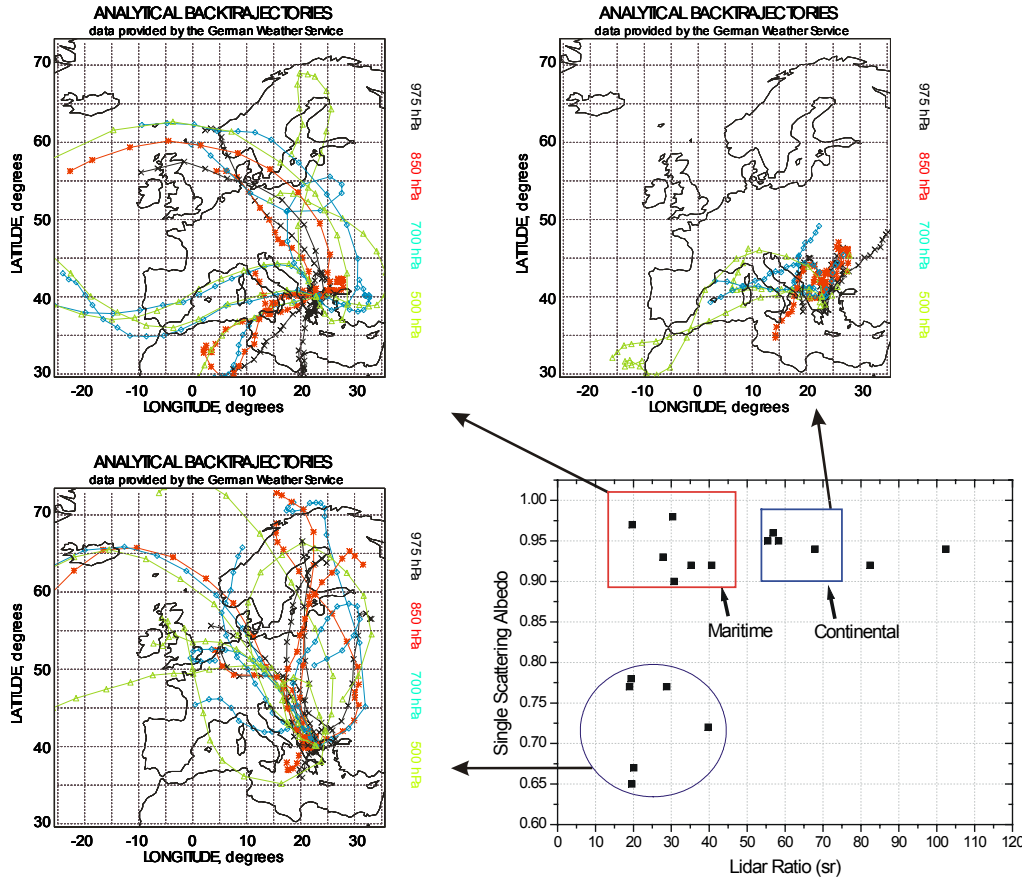 ANALYTICAL BACKTRAJECTORIES
data provided by the German Weather Service
70
60
50
40
30
LATITUDE, degrees
-20
-10
0
10
20
30
LONGITUDE, degrees
975 hPa
850 hPa
700 hPa
500 hPa
ANALYTICAL BACKTRAJECTORIES
data provided by the German Weather Service
70
60
50
40
30
LATITUDE, degrees
-20
-10
0
10
20
30
LONGITUDE, degrees
975 hPa
850 hPa
700 hPa
500 hPa
ANALYTICAL BACKTRAJECTORIES
data provided by the German Weather Service
70
60
50
40
30
LATITUDE, degrees
-20
-10
0
10
20
30
LONGITUDE, degrees
975 hPa
850 hPa
700 hPa
500 hPa
1.00
0.95
0.90
0.85
0.80
0.75
0.70
0.65
0.60
Single Scattering Albedo
Maritime
Continental
0 10 20 30 40 50 60 70 80 90 100 110 120
Lidar Ratio (sr)